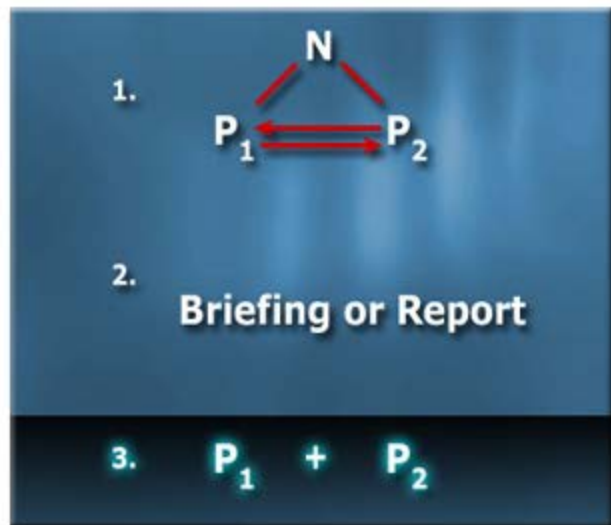 N
1.
P1 P2
2.
Briefing or Report
3. P1 + P2